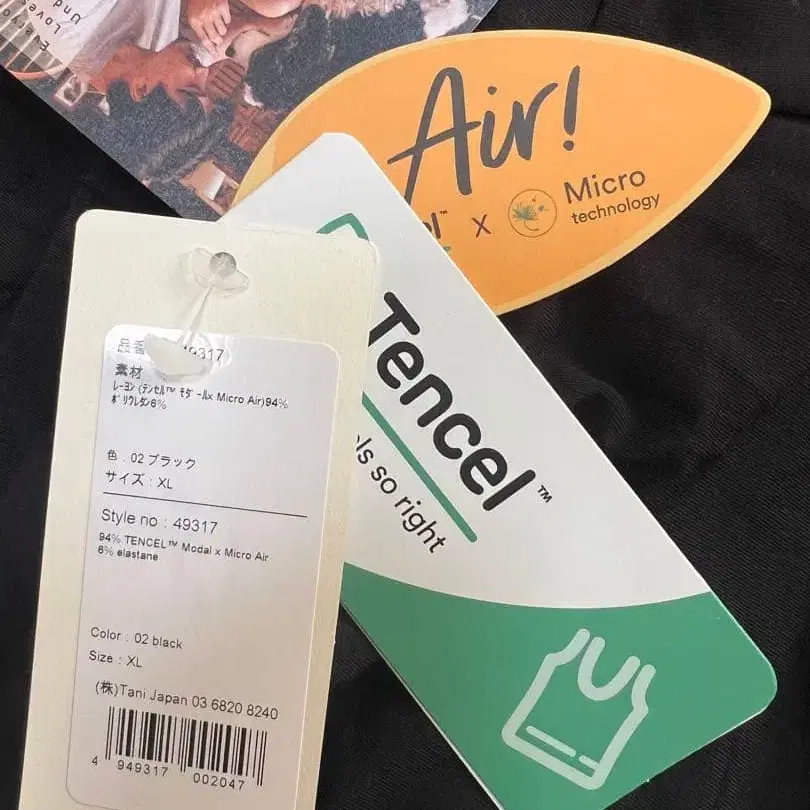 Everyo
Love
Und
Air!
x
Micro
technology
Tencel™
so right
49317
素材
レーヨン (テンセル™ モダールx Micro Air)94%
ポリウレタン6%
色 : 02 ブラック
サイズ : XL
Style no : 49317
94% TENCEL™ Modal x Micro Air
6% elastane
Color : 02 black
Size : XL
(株)Tani Japan 03 6820 8240
4 949317 002047